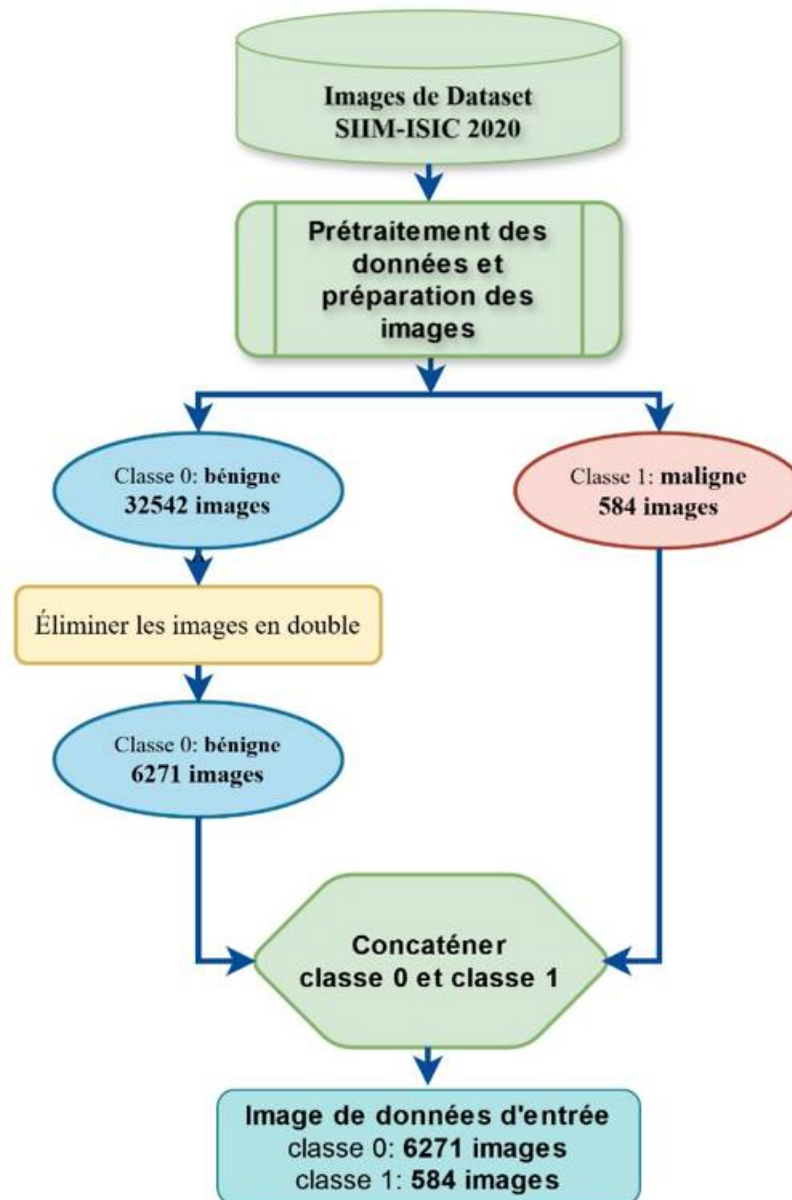 Images de Dataset
SIIM-ISIC 2020
Prétraitement des
données et
préparation des
images
Classe 0: bénigne
32542 images
Classe 1: maligne
584 images
Éliminer les images en double
Classe 0: bénigne
6271 images
Concaténer
classe 0 et classe 1
Image de données d'entrée
classe 0: 6271 images
classe 1: 584 images